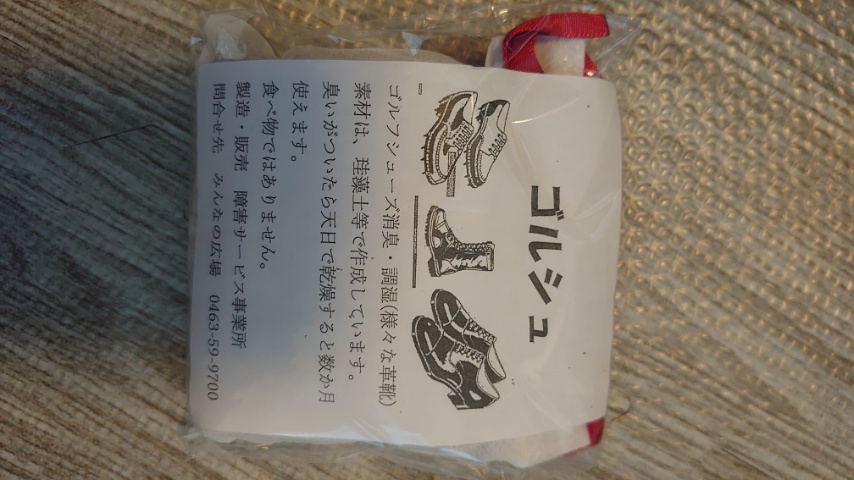 ゴルシュ
ゴルフシューズ消臭・調湿(様々な革靴)
素材は、珪藻土等で作成しています。
臭いがついたら天日で乾燥すると数か月
使えます。
食べ物ではありません。
製造・販売 障害サービス事業所
問合せ先 みんなの広場 0463-59-9700